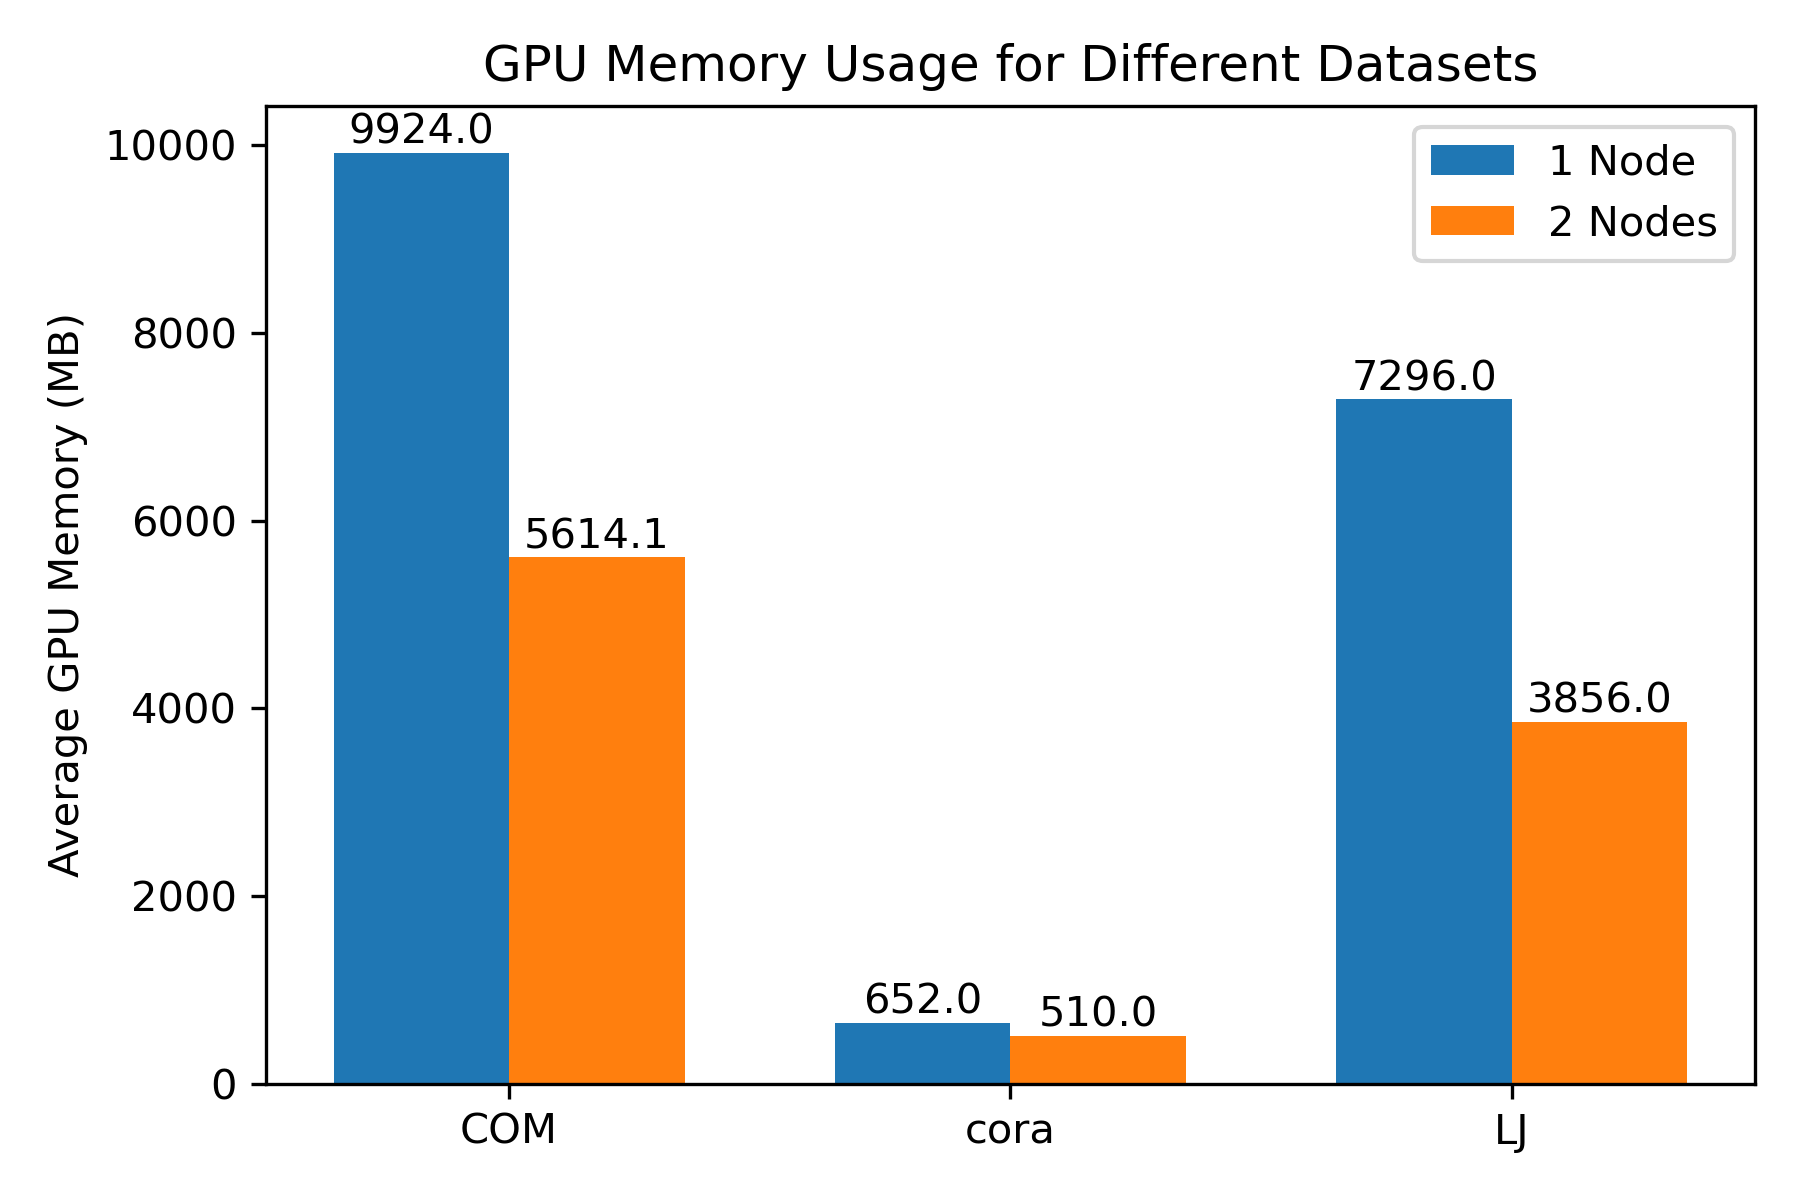 GPU Memory Usage for Different Datasets
Average GPU Memory (MB)
10000
8000
6000
4000
2000
0
9924.0
5614.1
652.0
510.0
7296.0
3856.0
1 Node
2 Nodes
COM
cora
LJ